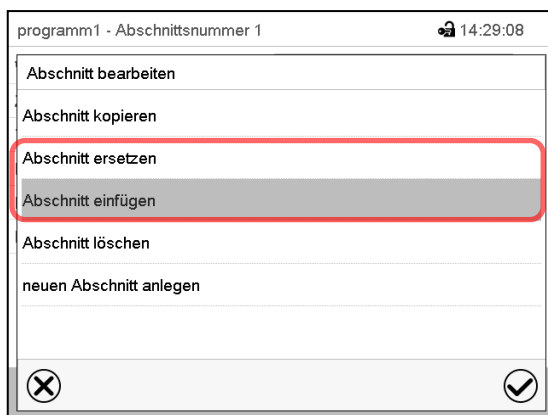 programm1 - Abschnittsnummer 1 14:29:08
Abschnitt bearbeiten
Abschnitt kopieren
Abschnitt ersetzen
Abschnitt einfügen
Abschnitt löschen
neuen Abschnitt anlegen